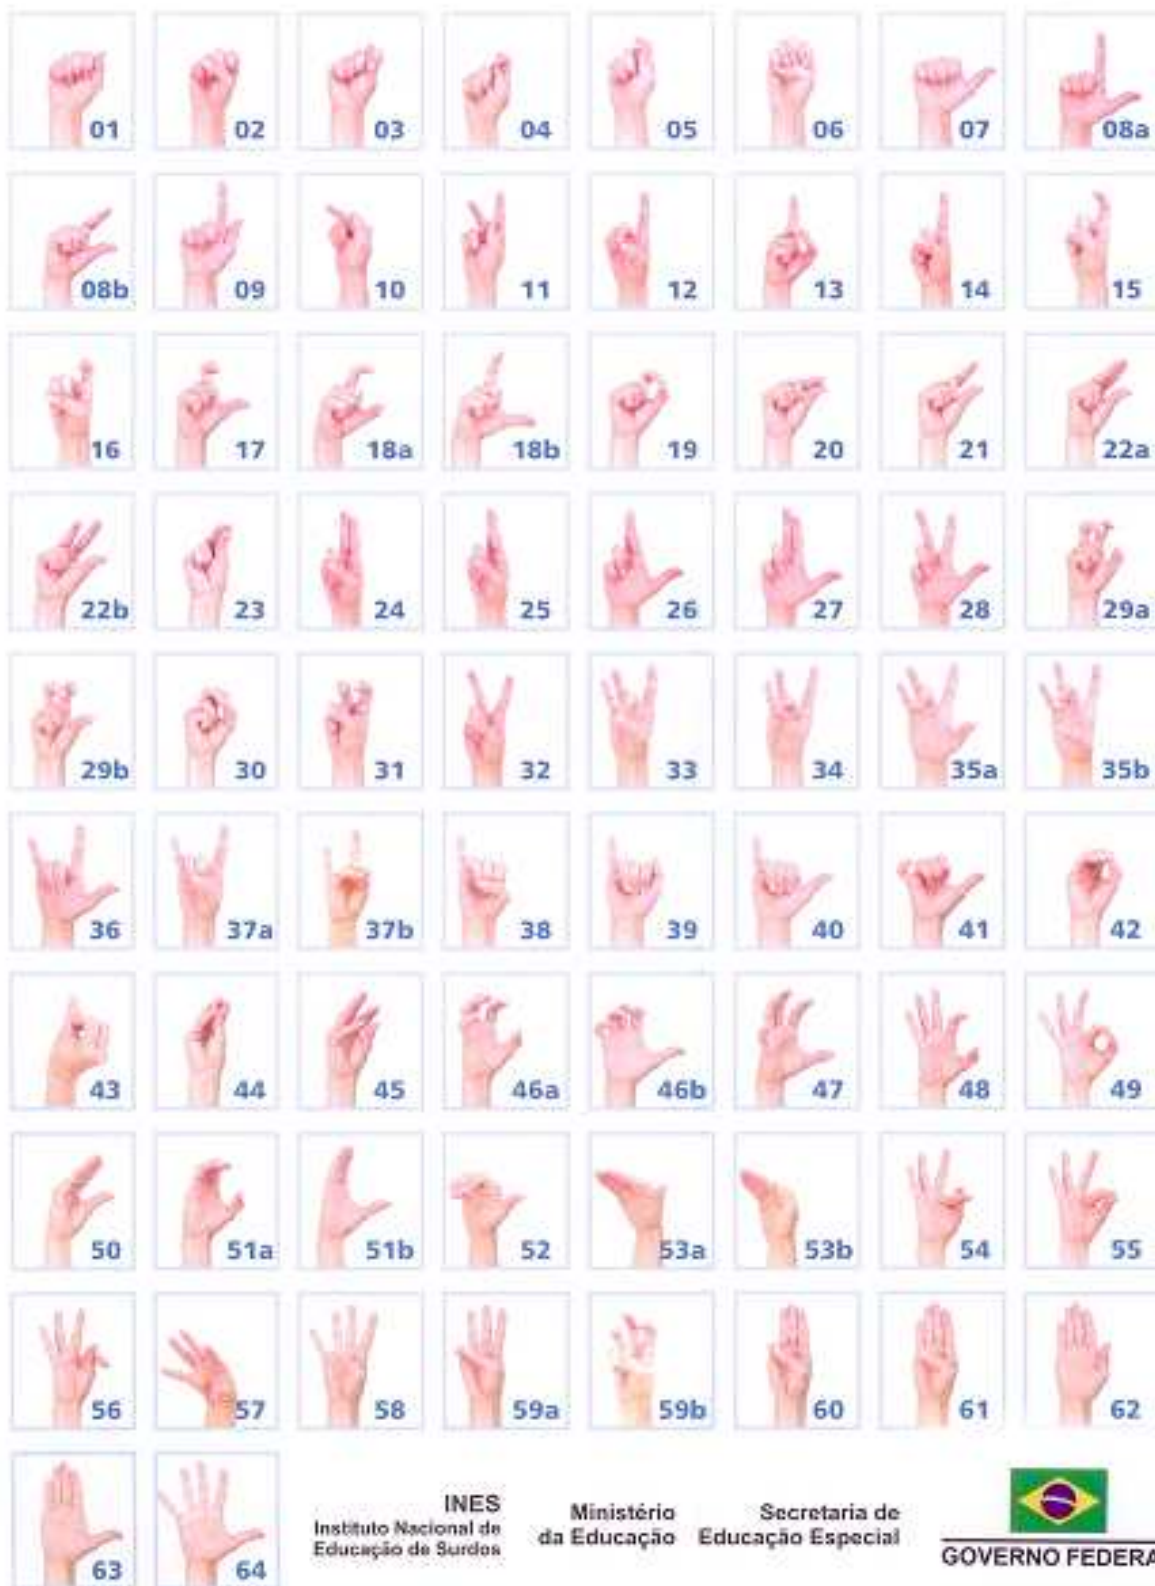 01 02 03 04 05 06 07 08a
08b 09 10 11 12 13 14 15
16 17 18a 18b 19 20 21 22a
22b 23 24 25 26 27 28 29a
29b 30 31 32 33 34 35a 35b
36 37a 37b 38 39 40 41 42
43 44 45 46a 46b 47 48 49
50 51a 51b 52 53a 53b 54 55
56 57 58 59a 59b 60 61 62
63 64
INES
Instituto Nacional de
Educação de Surdos
Ministério
da Educação
Secretaria de
Educação Especial
GOVERNO FEDERA